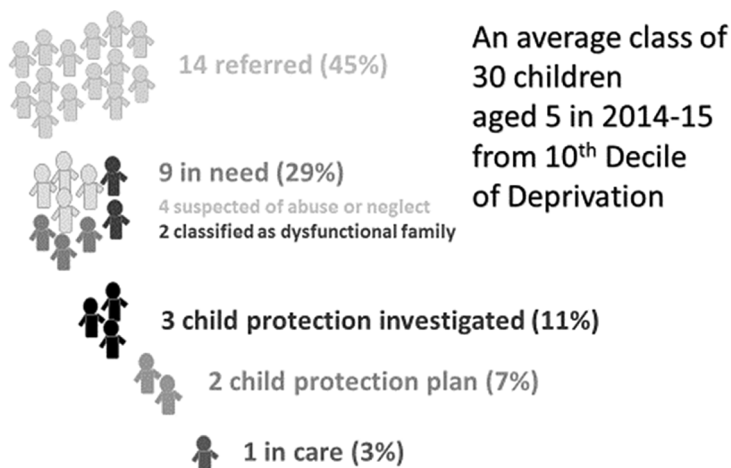 14 referred (45%)
An average class of
30 children
aged 5 in 2014-15
from 10th Decile
of Deprivation
9 in need (29%)
4 suspected of abuse or neglect
2 classified as dysfunctional family
3 child protection investigated (11%)
2 child protection plan (7%)
1 in care (3%)